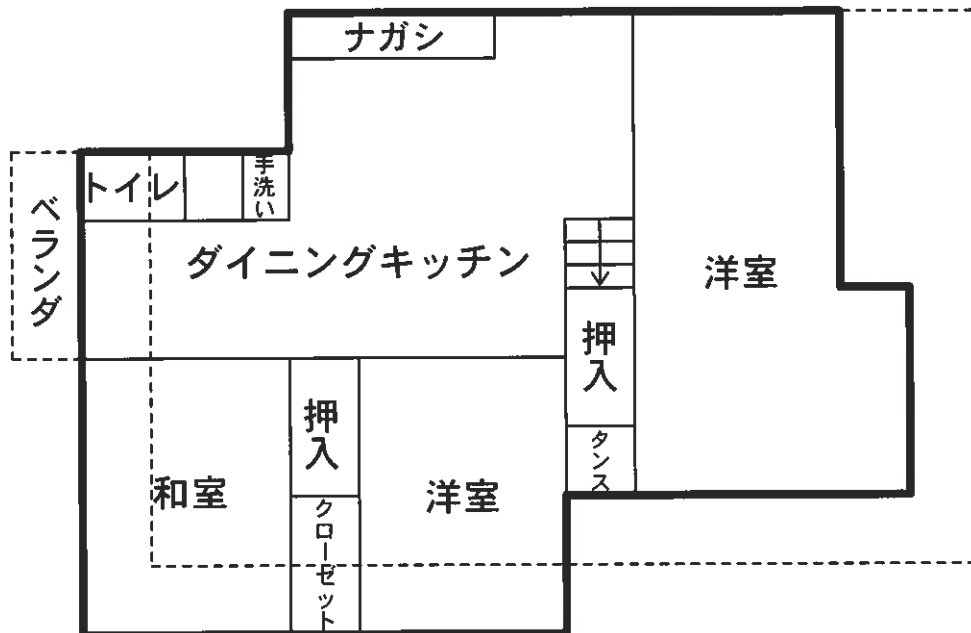 ナガシ
トイレ
手洗い
ベランダ
ダイニングキッチン
洋室
押入
タンス
押入
和室
洋室
クローゼット